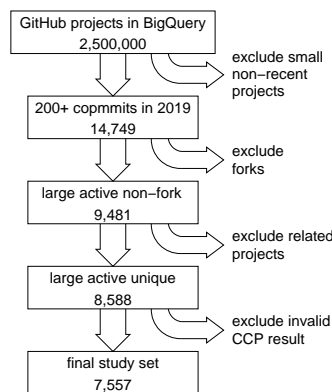 GitHub projects in BigQuery
2,500,000
exclude small
non−recent
projects
200+ copmmits in 2019
14,749
exclude
forks
large active non−fork
9,481
exclude related
projects
large active unique
8,588
exclude invalid
CCP result
final study set
7,557